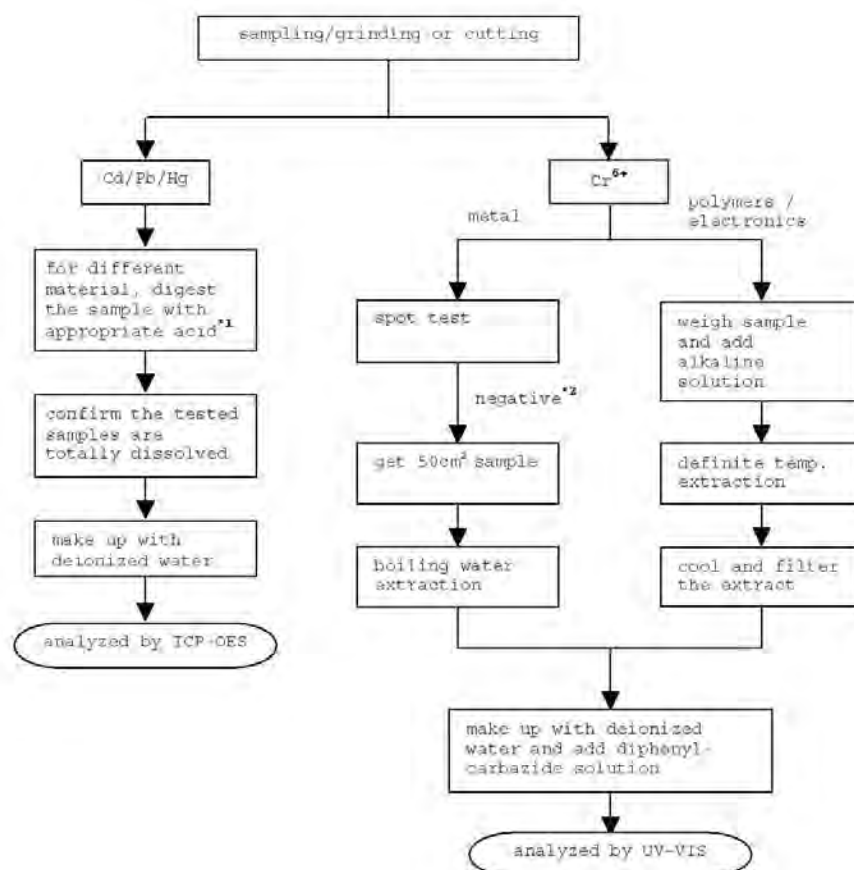 sampling/grinding or cutting
Cd/Pb/Hg
for different
material, digest
the sample with
appropriate acid*1
confirm the tested
samples are
totally dissolved
make up with
deionized water
analyzed by ICP-OES
Cr6+
metal
polymers /
electronics
spot test
negative*2
get 50cm2 sample
boiling water
extraction
weigh sample
and add
alkaline
solution
definite temp.
extraction
cool and filter
the extract
make up with deionized
water and add diphenyl-
carbazide solution
analyzed by UV-VIS